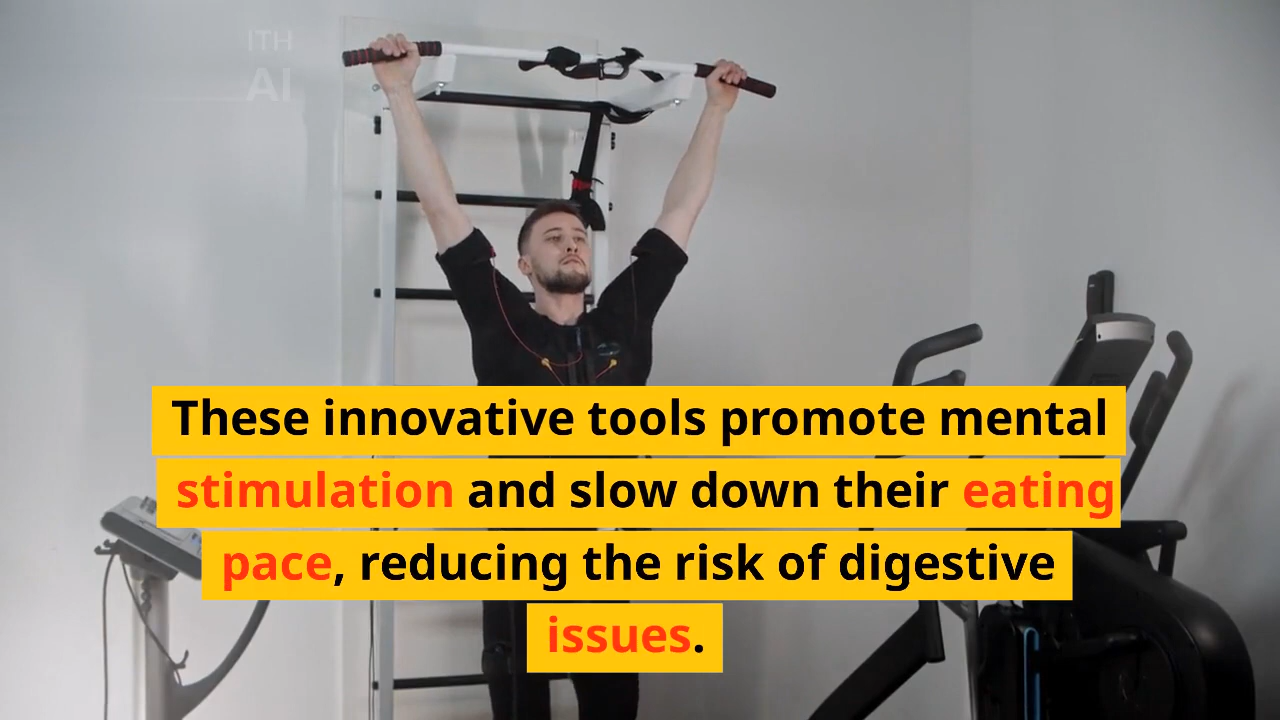 ITH
AI
These innovative tools promote mental
stimulation and slow down their eating
pace, reducing the risk of digestive
issues.